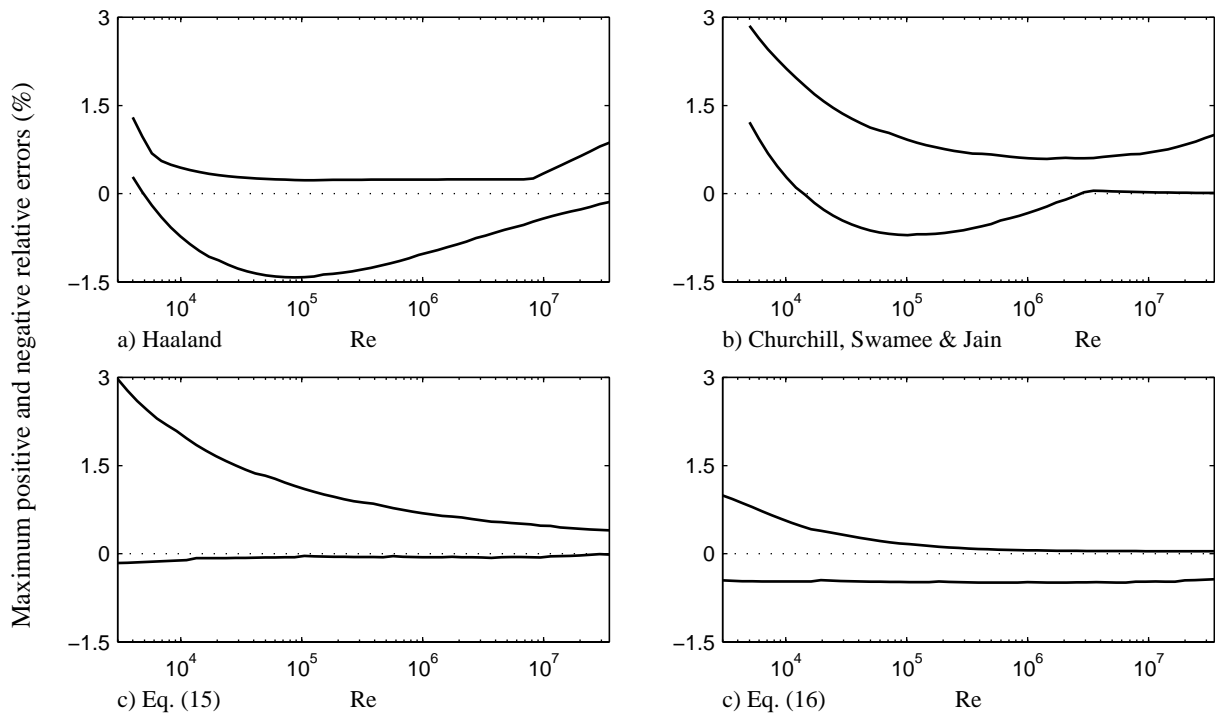 Maximum positive and negative relative errors (%)
3
1.5
0
−1.5
10^4 10^5 10^6 10^7
a) Haaland Re
3
1.5
0
−1.5
10^4 10^5 10^6 10^7
b) Churchill, Swamee & Jain Re
3
1.5
0
−1.5
10^4 10^5 10^6 10^7
c) Eq. (15) Re
3
1.5
0
−1.5
10^4 10^5 10^6 10^7
c) Eq. (16) Re